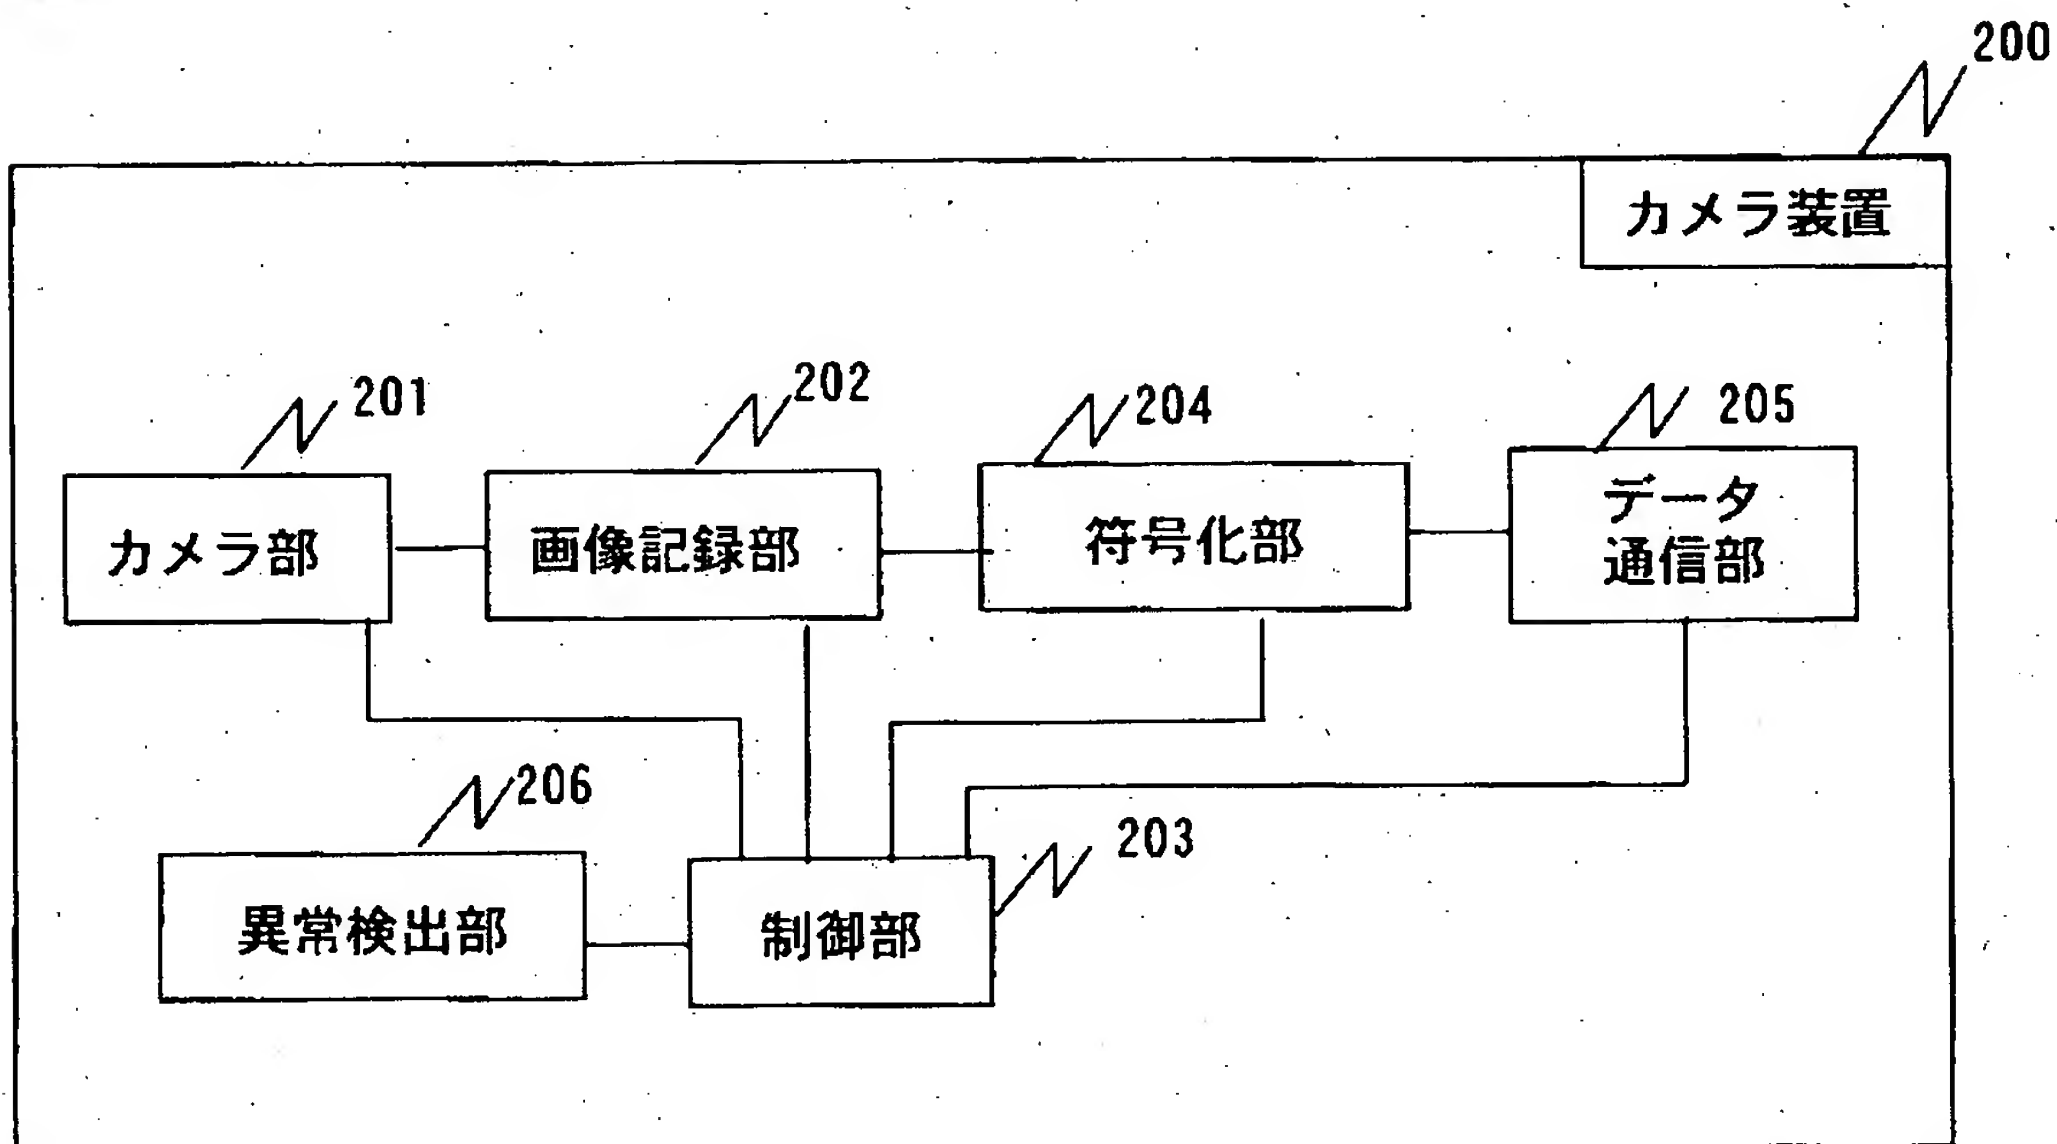 200
カメラ装置
201
202
204
205
カメラ部
画像記録部
符号化部
データ
通信部
206
203
異常検出部
制御部